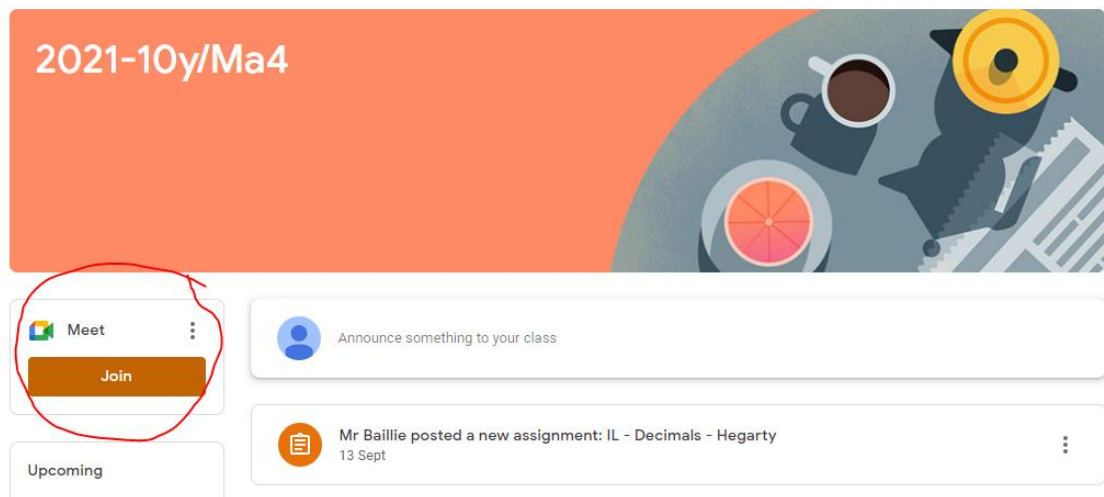 2021-10y/Ma4
Meet
Join
Announce something to your class
Mr Baillie posted a new assignment: IL - Decimals - Hegarty
13 Sept
Upcoming